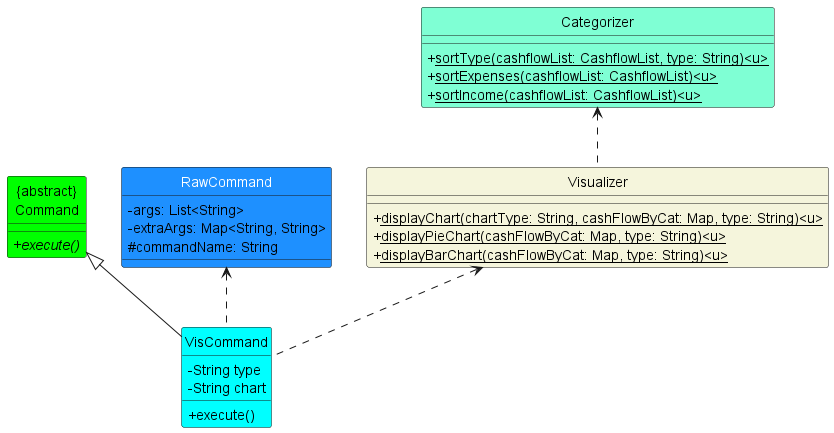 Categorizer
+sortType(cashflowList: CashflowList, type: String)<u>
+sortExpenses(cashflowList: CashflowList)<u>
+sortIncome(cashflowList: CashflowList)<u>
{abstract}
Command
+execute()
RawCommand
-args: List<String>
-extraArgs: Map<String, String>
#commandName: String
Visualizer
+displayChart(chartType: String, cashFlowByCat: Map, type: String)<u>
+displayPieChart(cashFlowByCat: Map, type: String)<u>
+displayBarChart(cashFlowByCat: Map, type: String)<u>
VisCommand
-String type
-String chart
+execute()